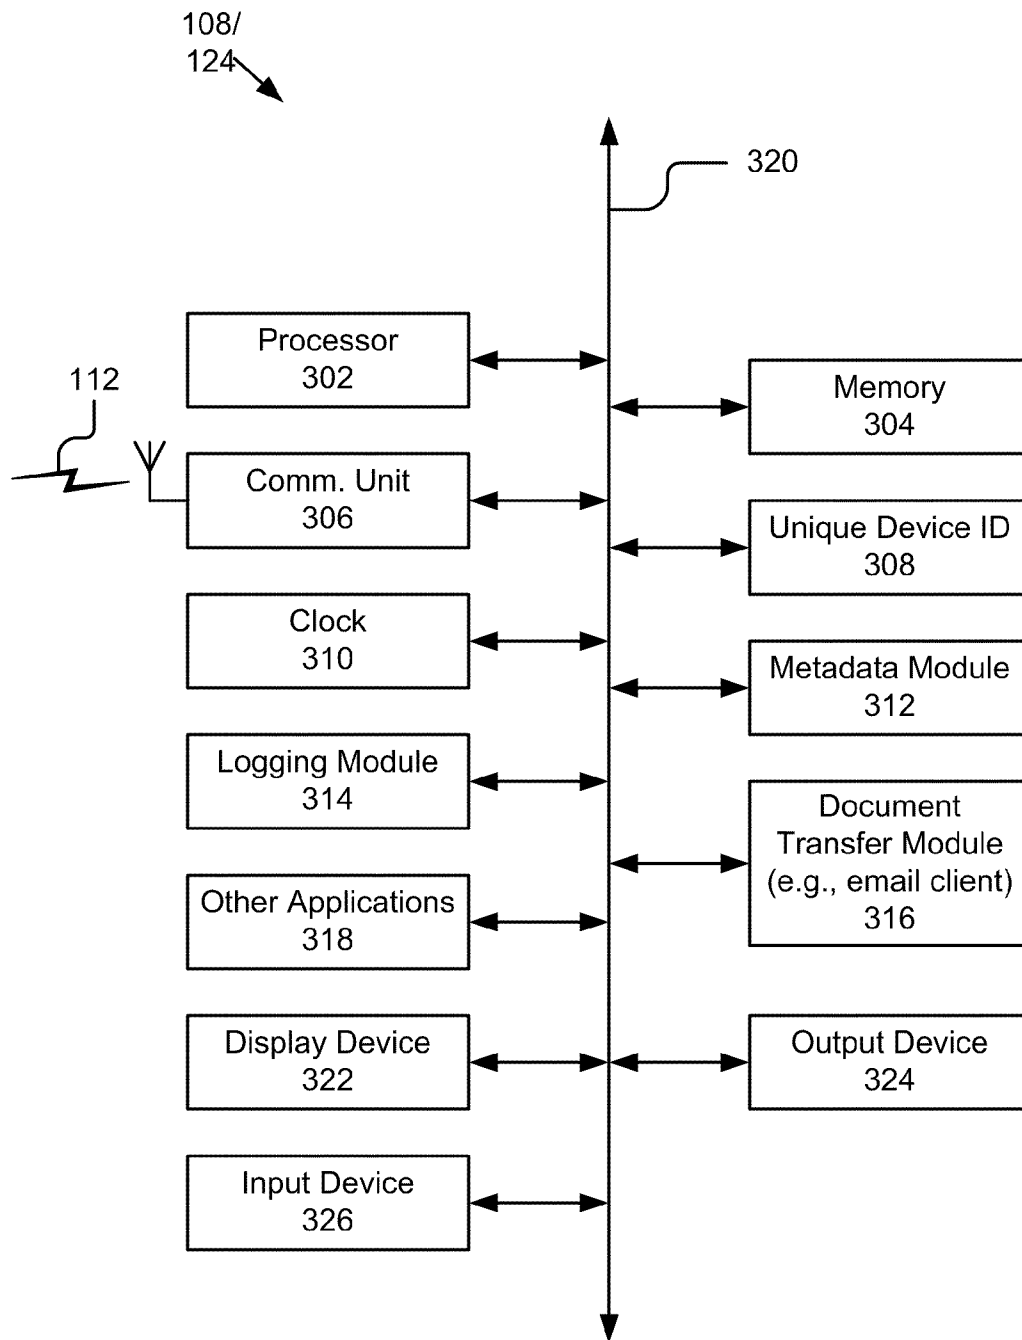 108/
124
320
Processor
302
112
Memory
304
Comm. Unit
306
Unique Device ID
308
Clock
310
Metadata Module
312
Logging Module
314
Document
Transfer Module
(e.g., email client)
316
Other Applications
318
Display Device
322
Output Device
324
Input Device
326